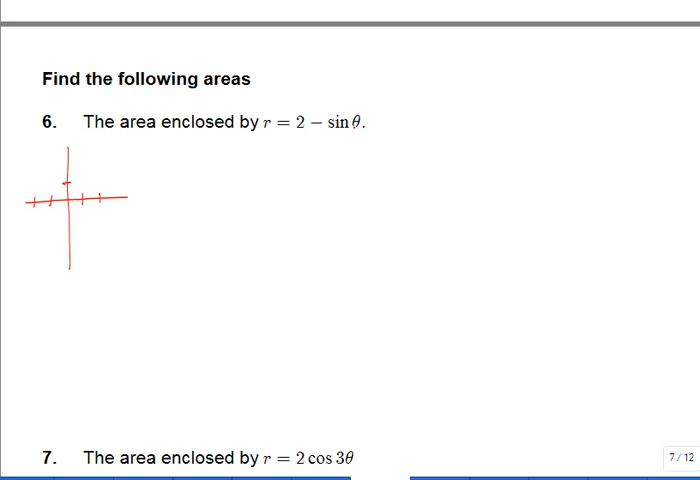 Find the following areas
6. The area enclosed by r = 2 − sin θ.
7. The area enclosed by r = 2 cos 3θ
7 / 12